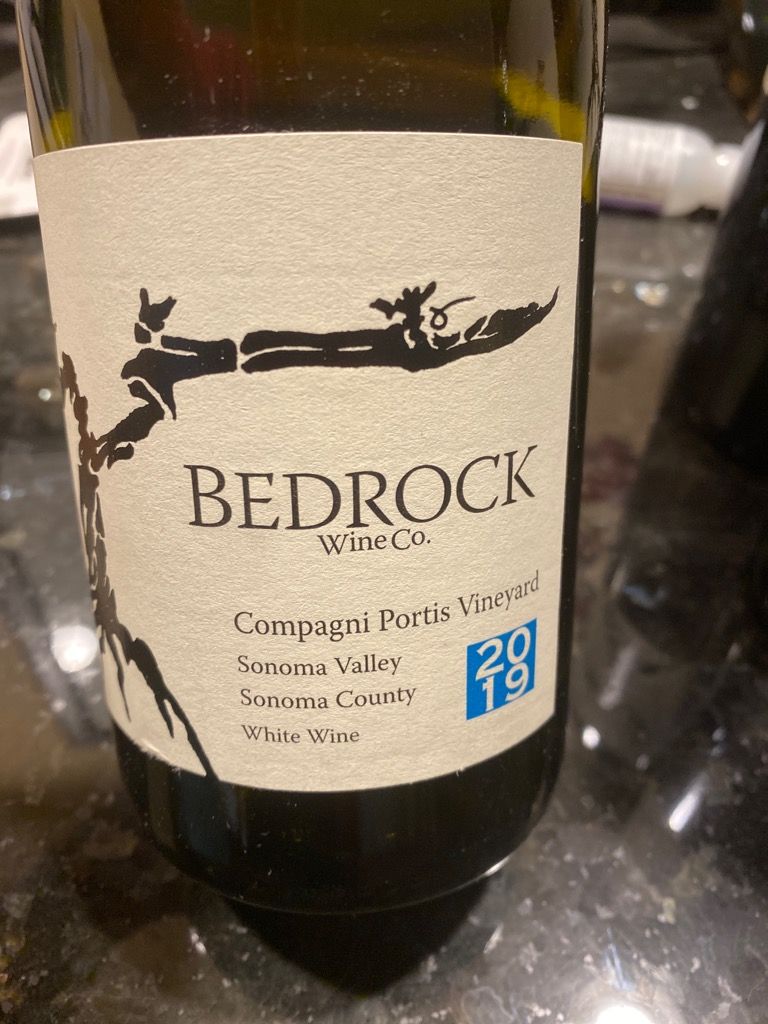 BEDROCK
Wine Co.
Compagni Portis Vineyard
Sonoma Valley
Sonoma County
White Wine
20
19